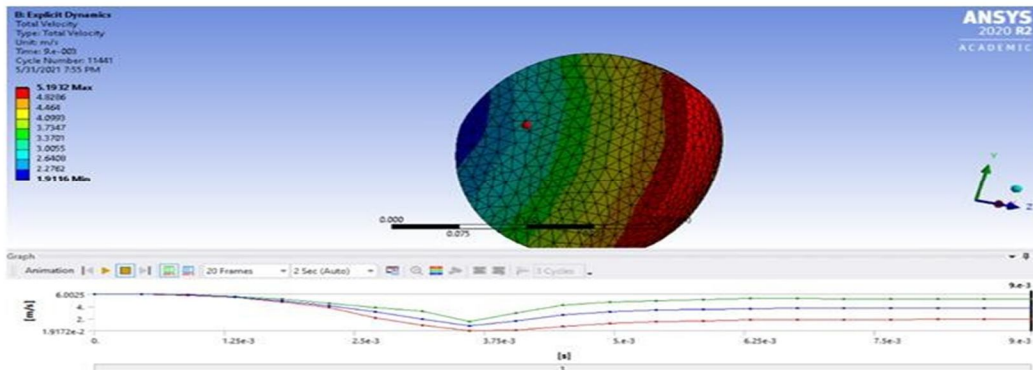 B: Explicit Dynamics
Total Velocity
Type: Total Velocity
Unit: m/s
Time: 9.e-003
Cycle Number: 11441
5/31/2021 7:55 PM
5.1932 Max
4.8286
4.464
4.0993
3.7347
3.3701
3.0055
2.6408
2.2762
1.9116 Min
ANSYS
2020 R2
ACADEMIC
0.000
0.075
Y
Z
Graph
Animation
20 Frames
2 Sec (Auto)
3 Cycles
9.e-3
6.0025
4.
2.
1.9172e-2
[m/s]
0.
1.25e-3
2.5e-3
3.75e-3
5.e-3
6.25e-3
7.5e-3
9.e-3
[s]
1